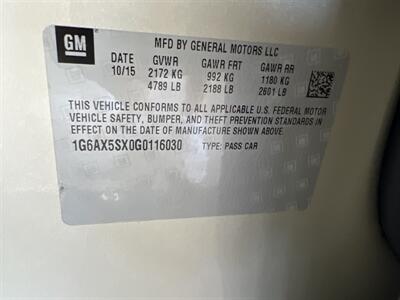 GM
MFD BY GENERAL MOTORS LLC
DATE GVWR GAWR FRT GAWR RR
10/15 2172 KG 992 KG 1180 KG
4789 LB 2188 LB 2601 LB
THIS VEHICLE CONFORMS TO ALL APPLICABLE U.S. FEDERAL MOTOR
VEHICLE SAFETY, BUMPER, AND THEFT PREVENTION STANDARDS IN
EFFECT ON THE DATE OF MANUFACTURE SHOWN ABOVE.
1G6AX5SX0G0116030 TYPE: PASS CAR